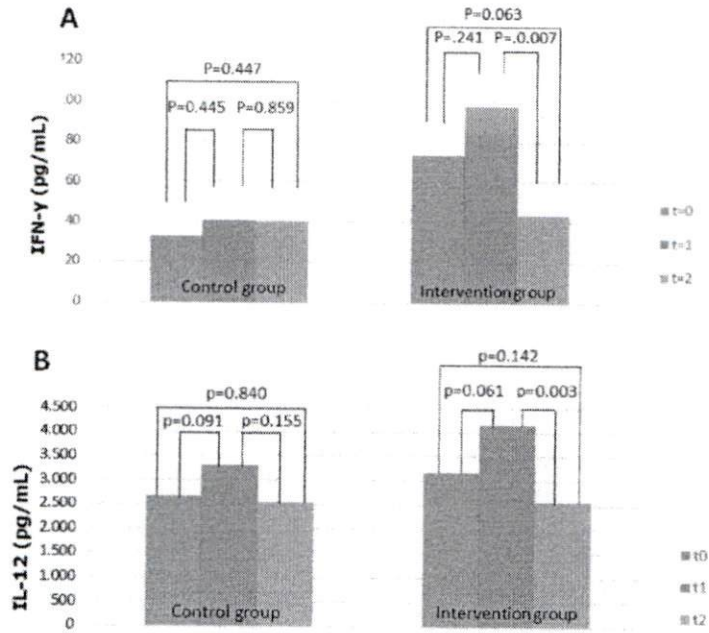 A
P=0.063
P=.241 P=.0.007
P=0.447
P=0.445 P=0.859
120
00
80
60
40
20
0
IFN-γ (pg/mL)
Control group
Intervention group
t=0
t=1
t=2
B
p=0.142
p=0.061 p=0.003
p=0.840
p=0.091 p=0.155
4.500
4.000
3.500
3.000
2.500
2.000
1.500
1.000
500
0
IL-12 (pg/mL)
Control group
Intervention group
t0
t1
t2